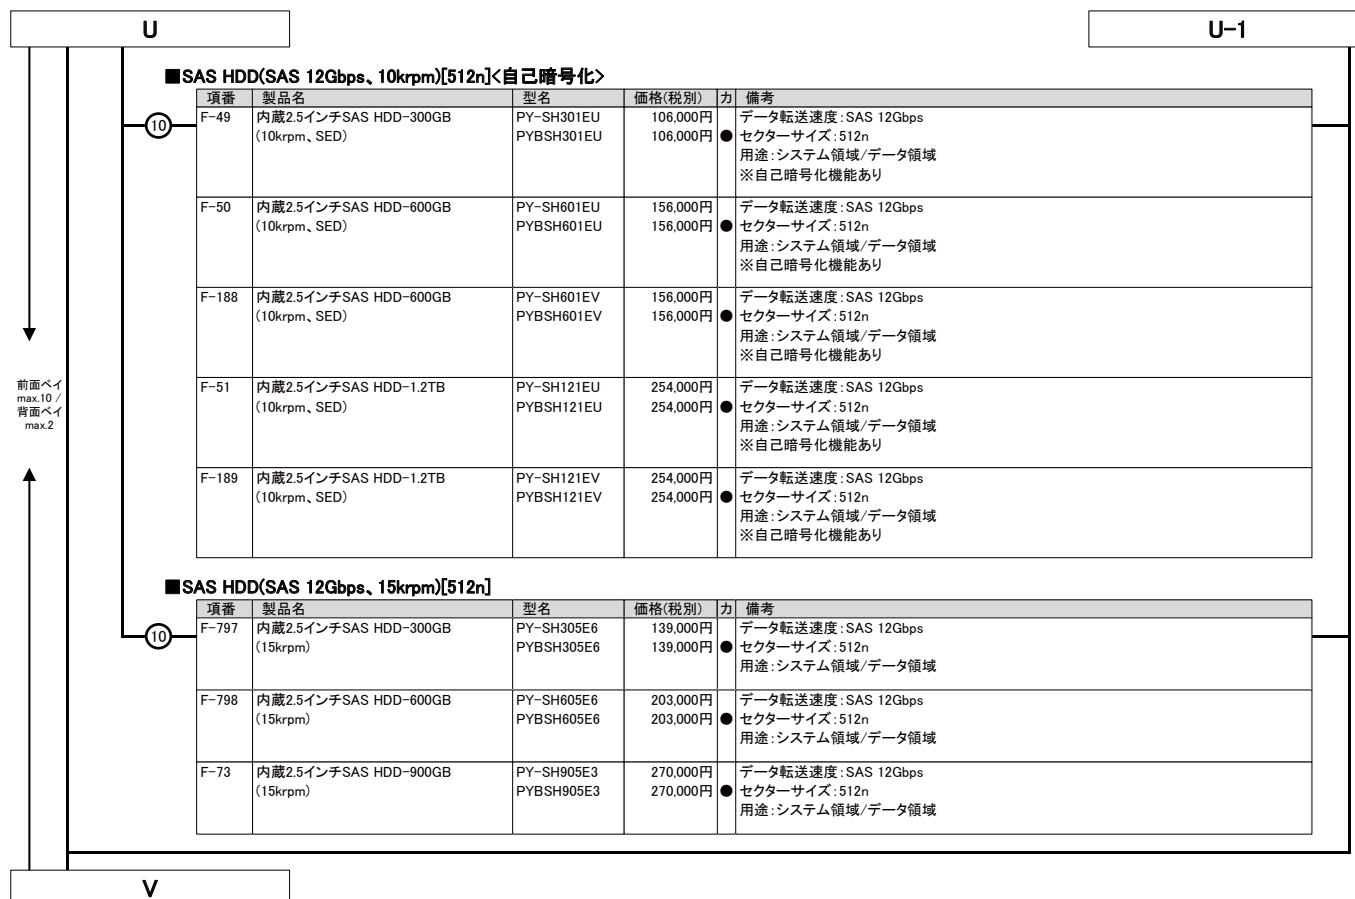 U
U-1
■SAS HDD(SAS 12Gbps、10krpm)[512n]<自己暗号化>
項番 製品名 型名 価格(税別) カ 備考
⑩
F-49 内蔵2.5インチSAS HDD-300GB PY-SH301EU 106,000円 データ転送速度:SAS 12Gbps
(10krpm、SED) PYBSH301EU 106,000円 ● セクターサイズ:512n
用途:システム領域/データ領域
※自己暗号化機能あり
F-50 内蔵2.5インチSAS HDD-600GB PY-SH601EU 156,000円 データ転送速度:SAS 12Gbps
(10krpm、SED) PYBSH601EU 156,000円 ● セクターサイズ:512n
用途:システム領域/データ領域
※自己暗号化機能あり
F-188 内蔵2.5インチSAS HDD-600GB PY-SH601EV 156,000円 データ転送速度:SAS 12Gbps
(10krpm、SED) PYBSH601EV 156,000円 ● セクターサイズ:512n
用途:システム領域/データ領域
※自己暗号化機能あり
F-51 内蔵2.5インチSAS HDD-1.2TB PY-SH121EU 254,000円 データ転送速度:SAS 12Gbps
(10krpm、SED) PYBSH121EU 254,000円 ● セクターサイズ:512n
用途:システム領域/データ領域
※自己暗号化機能あり
F-189 内蔵2.5インチSAS HDD-1.2TB PY-SH121EV 254,000円 データ転送速度:SAS 12Gbps
(10krpm、SED) PYBSH121EV 254,000円 ● セクターサイズ:512n
用途:システム領域/データ領域
※自己暗号化機能あり
前面ベイ
max.10 /
背面ベイ
max.2
■SAS HDD(SAS 12Gbps、15krpm)[512n]
項番 製品名 型名 価格(税別) カ 備考
⑩
F-797 内蔵2.5インチSAS HDD-300GB PY-SH305E6 139,000円 データ転送速度:SAS 12Gbps
(15krpm) PYBSH305E6 139,000円 ● セクターサイズ:512n
用途:システム領域/データ領域
F-798 内蔵2.5インチSAS HDD-600GB PY-SH605E6 203,000円 データ転送速度:SAS 12Gbps
(15krpm) PYBSH605E6 203,000円 ● セクターサイズ:512n
用途:システム領域/データ領域
F-73 内蔵2.5インチSAS HDD-900GB PY-SH905E3 270,000円 データ転送速度:SAS 12Gbps
(15krpm) PYBSH905E3 270,000円 ● セクターサイズ:512n
用途:システム領域/データ領域
V